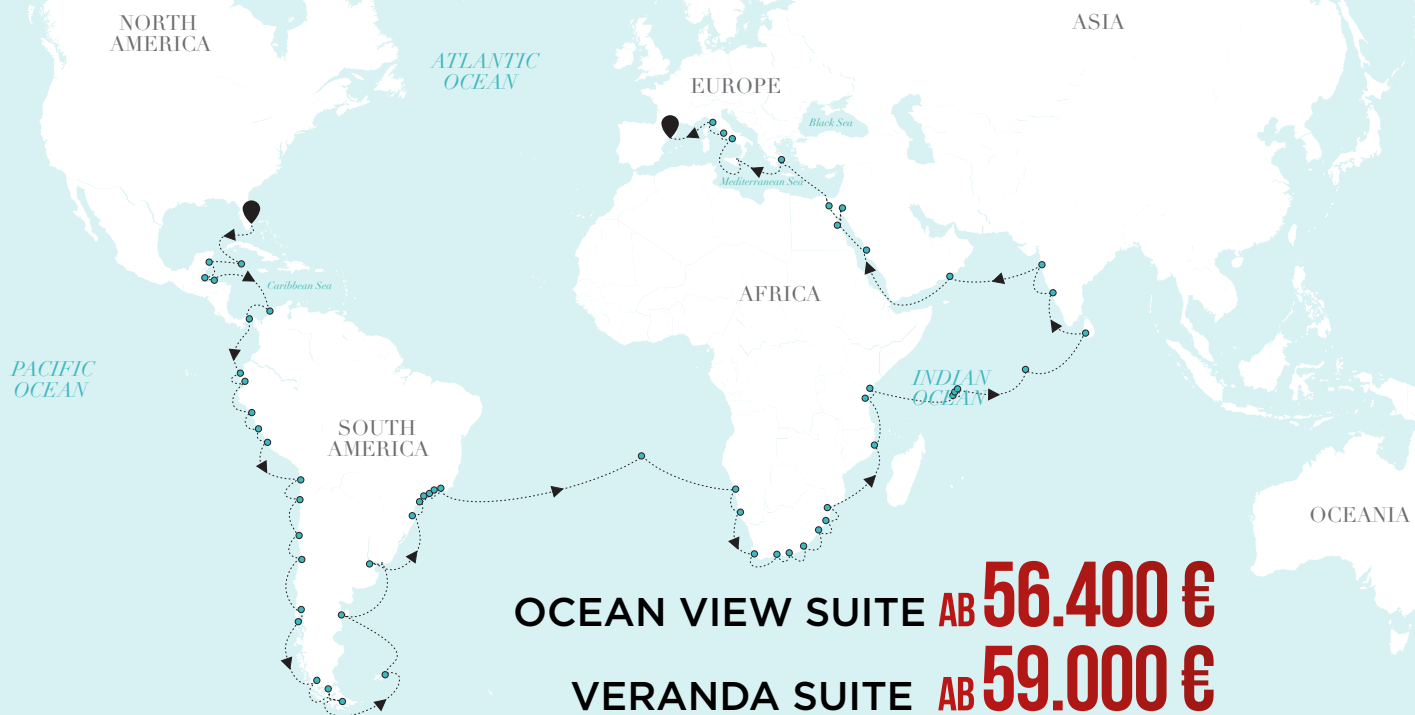 NORTH
AMERICA
ASIA
ATLANTIC
OCEAN
EUROPE
Black Sea
Mediterranean Sea
Caribbean Sea
AFRICA
PACIFIC
OCEAN
INDIAN
OCEAN
SOUTH
AMERICA
OCEANIA
OCEAN VIEW SUITE AB 56.400 €
VERANDA SUITE AB 59.000 €